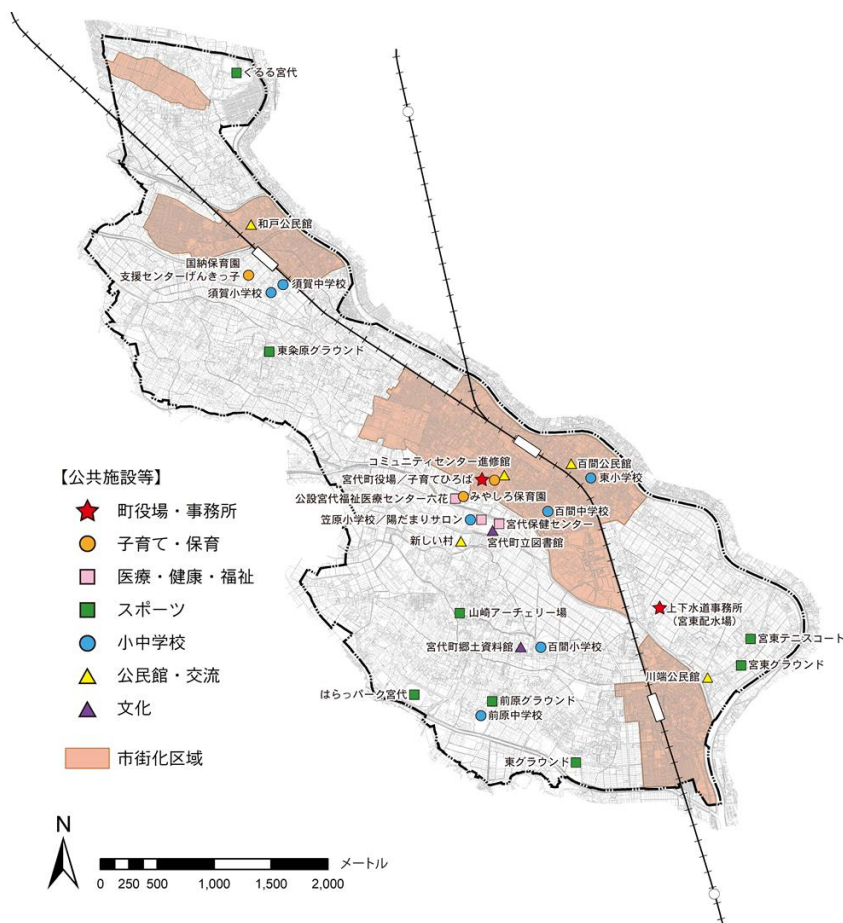 ぐるる宮代
和戸公民館
国納保育園
支援センターげんきっ子
須賀中学校
須賀小学校
東粂原グラウンド
コミュニティセンター進修館
宮代町役場／子育てひろば
百間公民館
東小学校
公設宮代福祉医療センター六花
みやしろ保育園
百間中学校
笠原小学校／陽だまりサロン
宮代保健センター
新しい村
宮代町立図書館
山崎アーチェリー場
上下水道事務所
（宮東配水場）
宮代町郷土資料館
百間小学校
宮東テニスコート
宮東グラウンド
川端公民館
はらっパーク宮代
前原グラウンド
前原中学校
東グラウンド
【公共施設等】
町役場・事務所
子育て・保育
医療・健康・福祉
スポーツ
小中学校
公民館・交流
文化
市街化区域
N
メートル
0 250 500 1,000 1,500 2,000